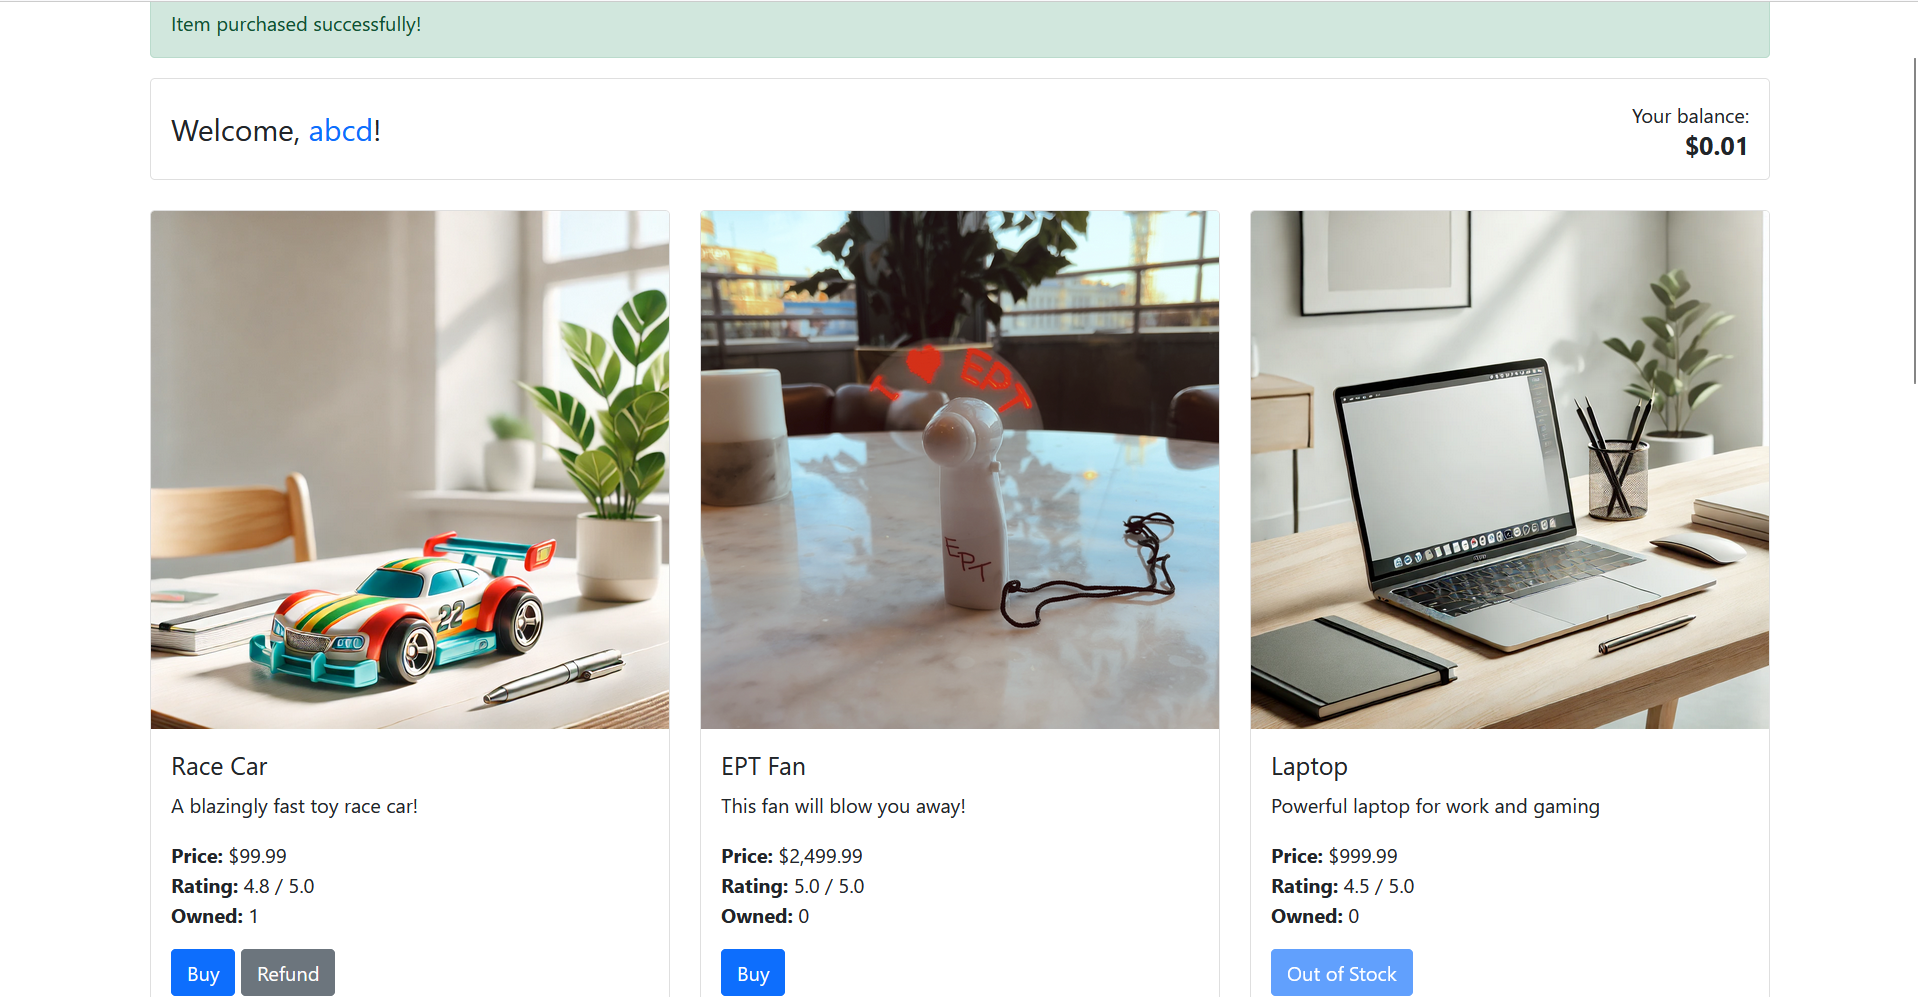 Item purchased successfully!
Welcome, abcd!
Your balance:
$0.01
I ♥ EPT
EPT
22
Race Car
A blazingly fast toy race car!
Price: $99.99
Rating: 4.8 / 5.0
Owned: 1
Buy
Refund
EPT Fan
This fan will blow you away!
Price: $2,499.99
Rating: 5.0 / 5.0
Owned: 0
Buy
Laptop
Powerful laptop for work and gaming
Price: $999.99
Rating: 4.5 / 5.0
Owned: 0
Out of Stock